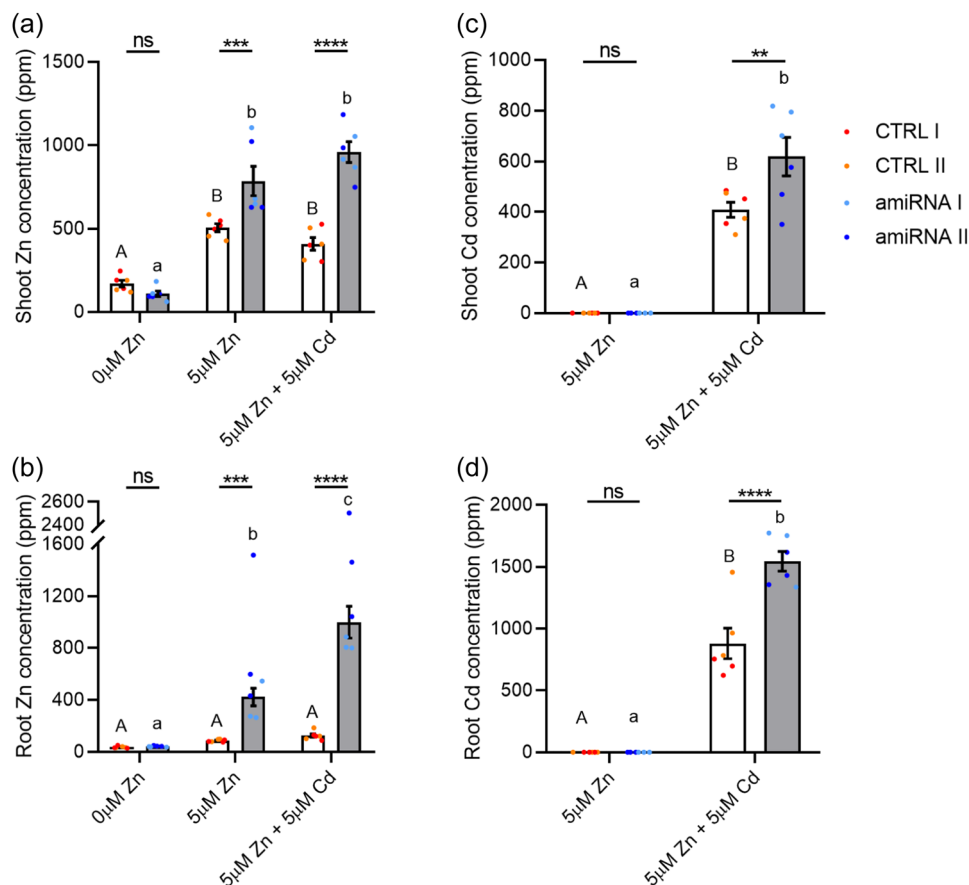 (a)
ns
***
****
Shoot Zn concentration (ppm)
1500
1000
500
0
A
a
B
b
B
b
0μM Zn
5μM Zn
5μM Zn + 5μM Cd
(c)
ns
**
Shoot Cd concentration (ppm)
1000
800
600
400
200
0
A
a
B
b
5μM Zn
5μM Zn + 5μM Cd
CTRL I
CTRL II
amiRNA I
amiRNA II
(b)
ns
***
****
Root Zn concentration (ppm)
2600
2400
1600
1200
800
400
0
A
a
A
b
A
c
0μM Zn
5μM Zn
5μM Zn + 5μM Cd
(d)
ns
****
Root Cd concentration (ppm)
2000
1500
1000
500
0
A
a
B
b
5μM Zn
5μM Zn + 5μM Cd